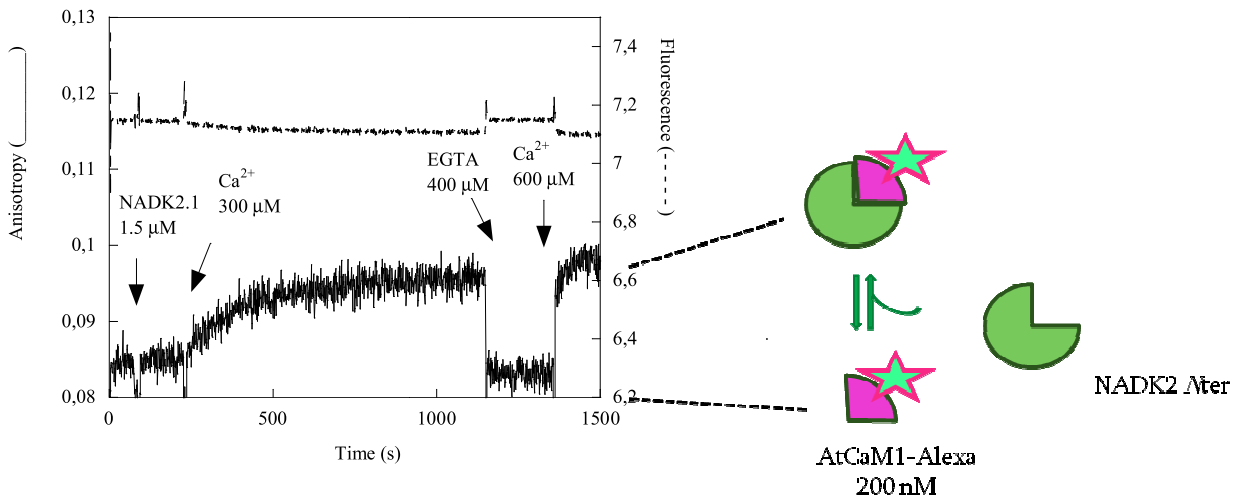 0,13
0,12
0,11
0,1
0,09
0,08
Anisotropy (______)
7,4
7,2
7
6,8
6,6
6,4
6,2
Fluorescence (- - - - -)
NADK2.1
1.5 µM
Ca2+
300 µM
EGTA
400 µM
Ca2+
600 µM
0
500
1000
1500
Time (s)
NADK2 Nter
AtCaM1-Alexa
200 nM